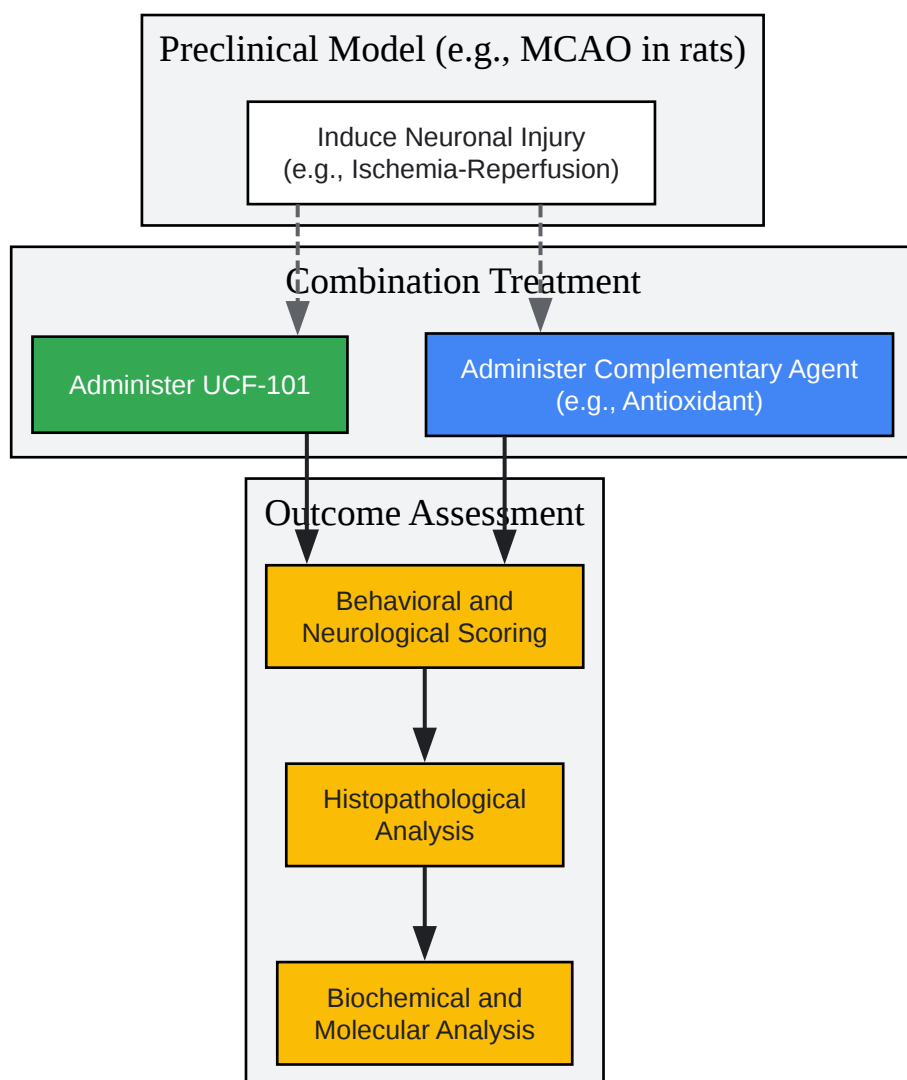 Preclinical Model (e.g., MCAO in rats)
Induce Neuronal Injury
(e.g., Ischemia-Reperfusion)
Combination Treatment
Administer UCF-101
Administer Complementary Agent
(e.g., Antioxidant)
Outcome Assessment
Behavioral and
Neurological Scoring
Histopathological
Analysis
Biochemical and
Molecular Analysis